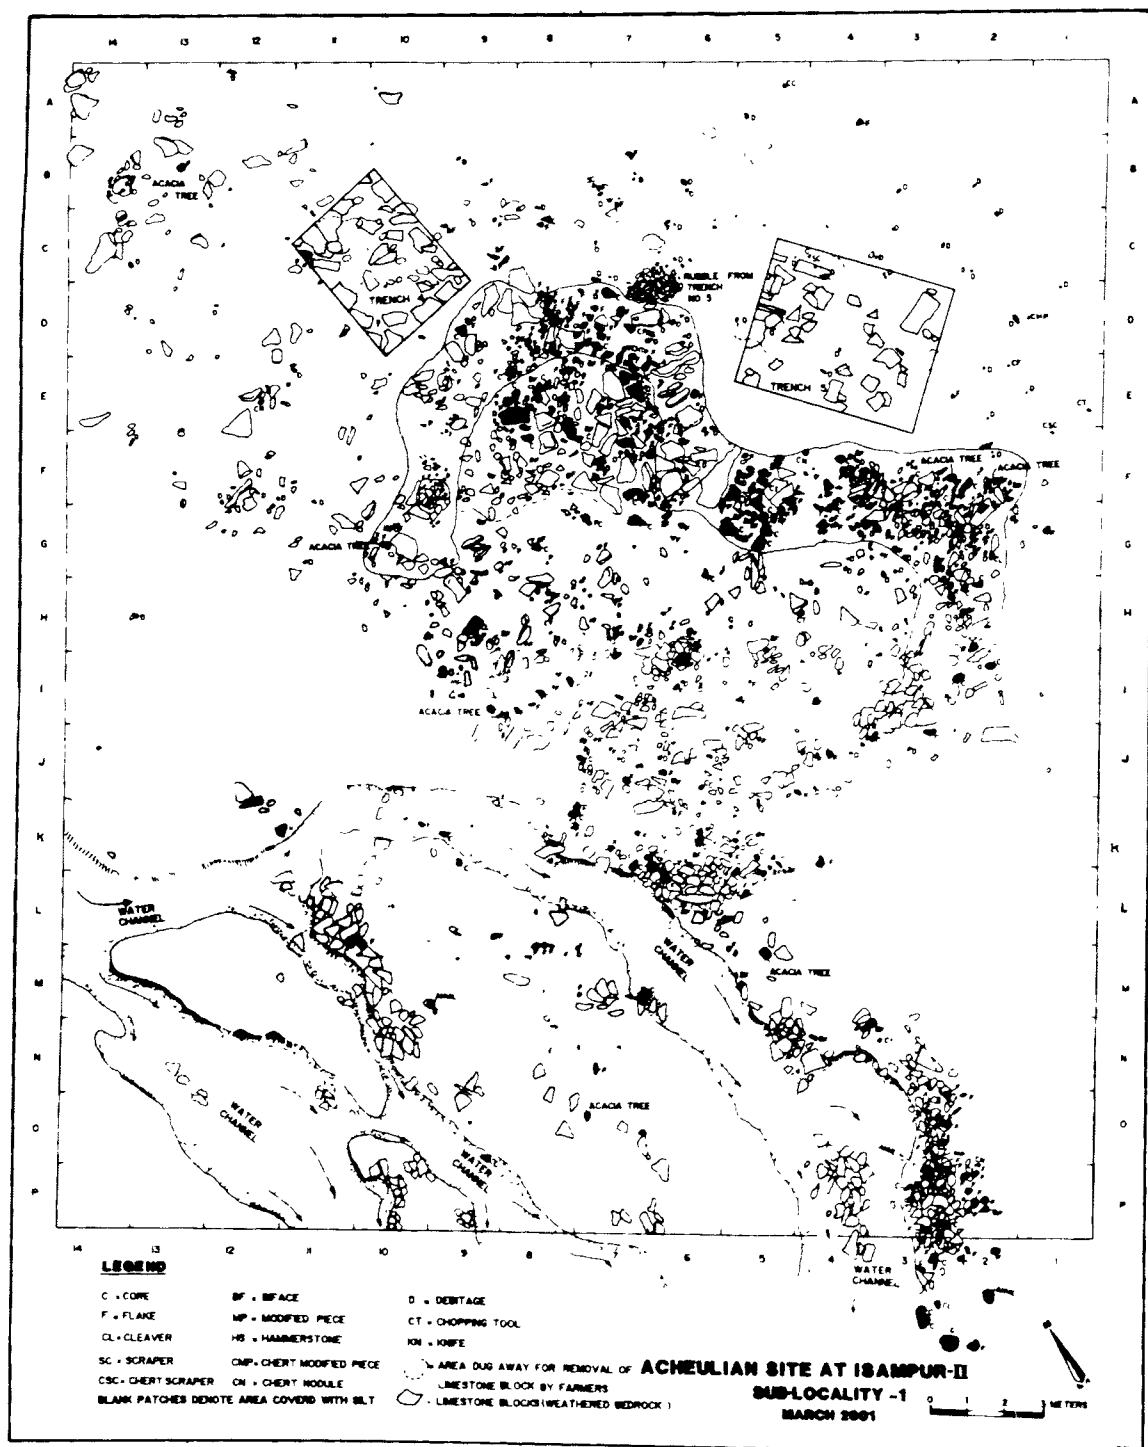 14 13 12 11 10 9 8 7 6 5 4 3 2 1
A A
B B
ACACIA
TREE
C C
RUBBLE FROM
TRENCH
NO 5
TRENCH 4
D D
TRENCH 5
E E
CT
CSC
ACACIA TREE
ACACIA TREE
F F
G G
ACACIA TREE
H H
I I
ACACIA TREE
J J
K K
L L
WATER
CHANNEL
WATER
CHANNEL
ACACIA TREE
M M
N N
WATER
CHANNEL
ACACIA TREE
O O
WATER
CHANNEL
P P
14 13 12 11 10 9 8 7 6 5 4 3 2 1
WATER
CHANNEL
LEGEND
C = CORE BF = BIFACE D = DEBITAGE
F = FLAKE MP = MODIFIED PIECE CT = CHOPPING TOOL
CL = CLEAVER HS = HAMMERSTONE KN = KNIFE
SC = SCRAPER CMP = CHERT MODIFIED PIECE - AREA DUG AWAY FOR REMOVAL OF
LIMESTONE BLOCK BY FARMERS
CSC = CHERT SCRAPER CN = CHERT NODULE
BLANK PATCHES DENOTE AREA COVERD WITH SILT - LIMESTONE BLOCKS (WEATHERED BEDROCK)
ACHEULIAN SITE AT ISAMPUR-II
SUB-LOCALITY -1
MARCH 2001
0 1 2 3 METERS